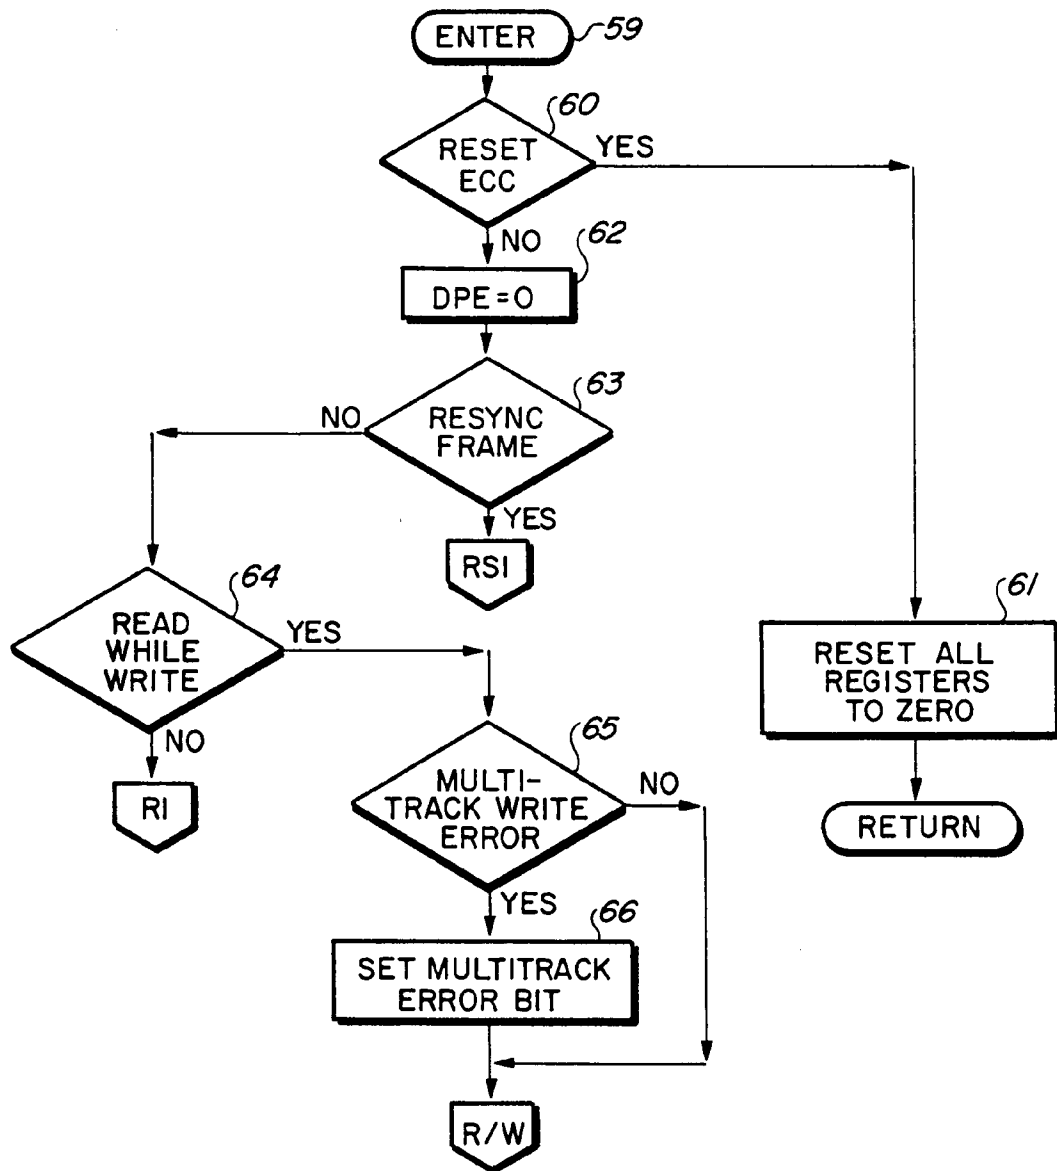 ENTER
59
60
RESET
ECC
YES
NO
62
DPE=0
63
NO
RESYNC
FRAME
YES
RSI
64
READ
WHILE
WRITE
YES
61
RESET ALL
REGISTERS
TO ZERO
NO
65
MULTI-
TRACK WRITE
ERROR
NO
RI
RETURN
YES
66
SET MULTITRACK
ERROR BIT
R/W